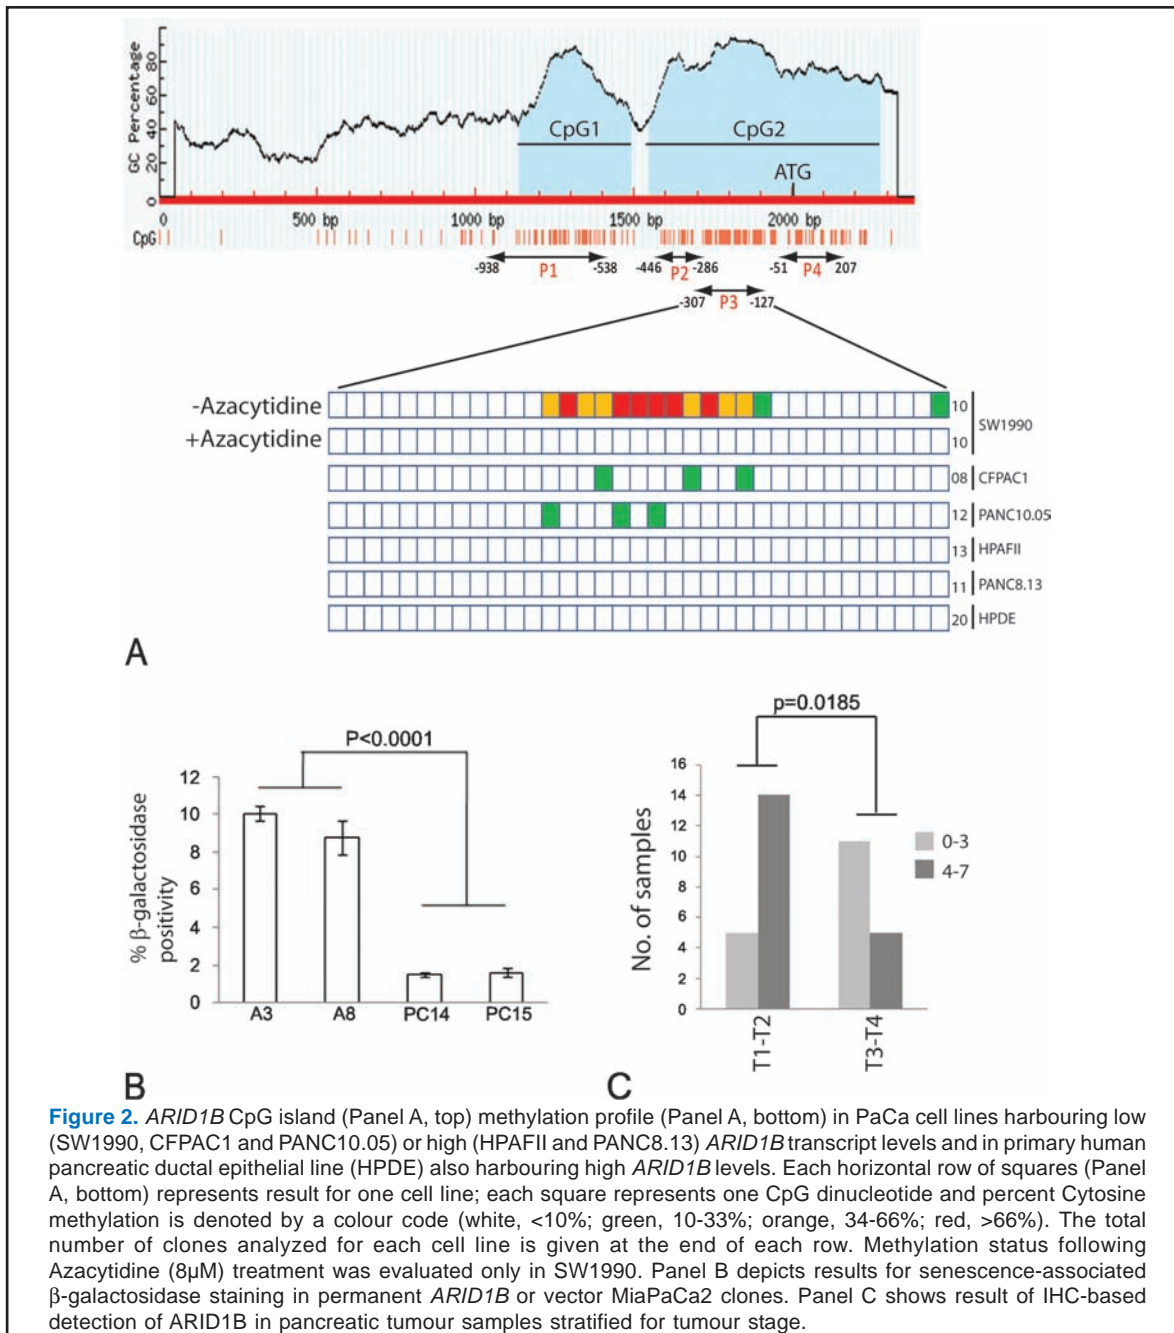 GC Percentage
80
60
40
20
0
CpG1
CpG2
ATG
0
500 bp
1000 bp
1500 bp
2000 bp
CpG
-938
P1
-538
-446
P2
-286
-51
P4
207
-307
P3
-127
-Azacytidine
10
+Azacytidine
10
SW1990
08 CFPAC1
12 PANC10.05
13 HPAFII
11 PANC8.13
20 HPDE
A
P<0.0001
% β-galactosidase
positivity
12
10
8
6
4
2
0
A3
A8
PC14
PC15
B
p=0.0185
No. of samples
16
14
12
10
8
6
4
2
0
0-3
4-7
T1-T2
T3-T4
C
Figure 2. ARID1B CpG island (Panel A, top) methylation profile (Panel A, bottom) in PaCa cell lines harbouring low
(SW1990, CFPAC1 and PANC10.05) or high (HPAFII and PANC8.13) ARID1B transcript levels and in primary human
pancreatic ductal epithelial line (HPDE) also harbouring high ARID1B levels. Each horizontal row of squares (Panel
A, bottom) represents result for one cell line; each square represents one CpG dinucleotide and percent Cytosine
methylation is denoted by a colour code (white, <10%; green, 10-33%; orange, 34-66%; red, >66%). The total
number of clones analyzed for each cell line is given at the end of each row. Methylation status following
Azacytidine (8µM) treatment was evaluated only in SW1990. Panel B depicts results for senescence-associated
β-galactosidase staining in permanent ARID1B or vector MiaPaCa2 clones. Panel C shows result of IHC-based
detection of ARID1B in pancreatic tumour samples stratified for tumour stage.